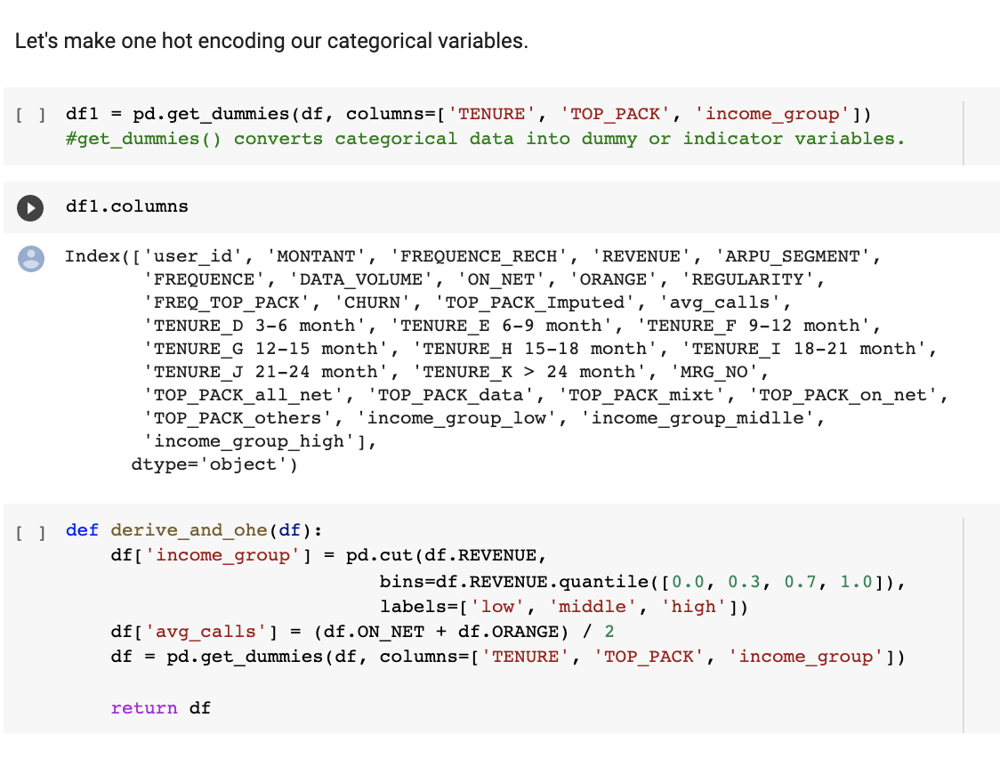 Let's make one hot encoding our categorical variables.
[ ] df1 = pd.get_dummies(df, columns=['TENURE', 'TOP_PACK', 'income_group'])
#get_dummies() converts categorical data into dummy or indicator variables.
df1.columns
Index(['user_id', 'MONTANT', 'FREQUENCE_RECH', 'REVENUE', 'ARPU_SEGMENT',
'FREQUENCE', 'DATA_VOLUME', 'ON_NET', 'ORANGE', 'REGULARITY',
'FREQ_TOP_PACK', 'CHURN', 'TOP_PACK_Imputed', 'avg_calls',
'TENURE_D 3-6 month', 'TENURE_E 6-9 month', 'TENURE_F 9-12 month',
'TENURE_G 12-15 month', 'TENURE_H 15-18 month', 'TENURE_I 18-21 month',
'TENURE_J 21-24 month', 'TENURE_K > 24 month', 'MRG_NO',
'TOP_PACK_all_net', 'TOP_PACK_data', 'TOP_PACK_mixt', 'TOP_PACK_on_net',
'TOP_PACK_others', 'income_group_low', 'income_group_midlle',
'income_group_high'],
dtype='object')
[ ] def derive_and_ohe(df):
df['income_group'] = pd.cut(df.REVENUE,
bins=df.REVENUE.quantile([0.0, 0.3, 0.7, 1.0]),
labels=['low', 'middle', 'high'])
df['avg_calls'] = (df.ON_NET + df.ORANGE) / 2
df = pd.get_dummies(df, columns=['TENURE', 'TOP_PACK', 'income_group'])
return df